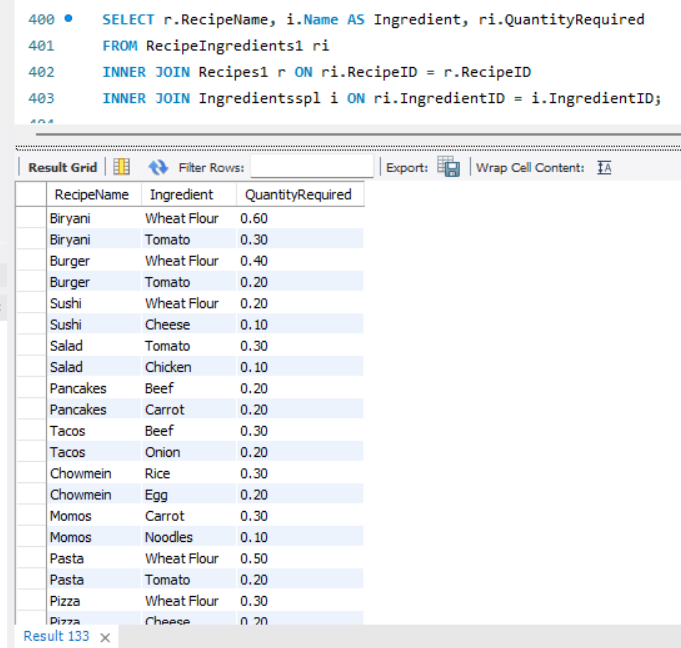 400 SELECT r.RecipeName, i.Name AS Ingredient, ri.QuantityRequired
401 FROM RecipeIngredients1 ri
402 INNER JOIN Recipes1 r ON ri.RecipeID = r.RecipeID
403 INNER JOIN Ingredientsspl i ON ri.IngredientID = i.IngredientID;
Result Grid Filter Rows: Export: Wrap Cell Content:
RecipeName Ingredient QuantityRequired
Biryani Wheat Flour 0.60
Biryani Tomato 0.30
Burger Wheat Flour 0.40
Burger Tomato 0.20
Sushi Wheat Flour 0.20
Sushi Cheese 0.10
Salad Tomato 0.30
Salad Chicken 0.10
Pancakes Beef 0.20
Pancakes Carrot 0.20
Tacos Beef 0.30
Tacos Onion 0.20
Chowmein Rice 0.30
Chowmein Egg 0.20
Momos Carrot 0.30
Momos Noodles 0.10
Pasta Wheat Flour 0.50
Pasta Tomato 0.20
Pizza Wheat Flour 0.30
Pizza Cheese 0.20
Result 133